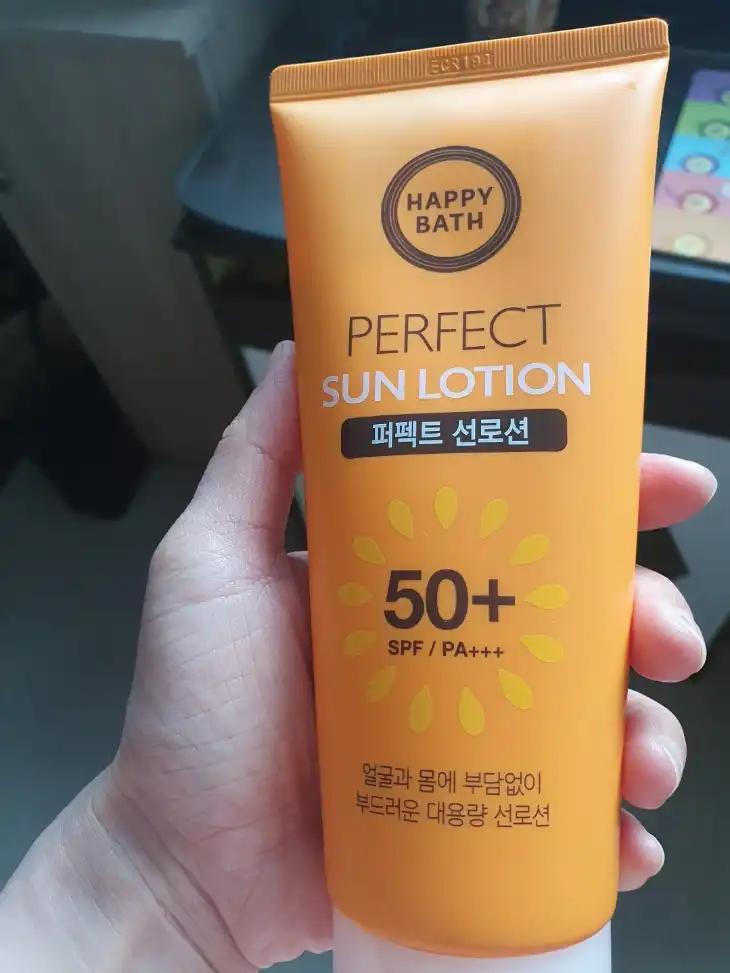 ECR191
HAPPY
BATH
PERFECT
SUN LOTION
퍼펙트 선로션
50+
SPF / PA+++
얼굴과 몸에 부담없이
부드러운 대용량 선로션